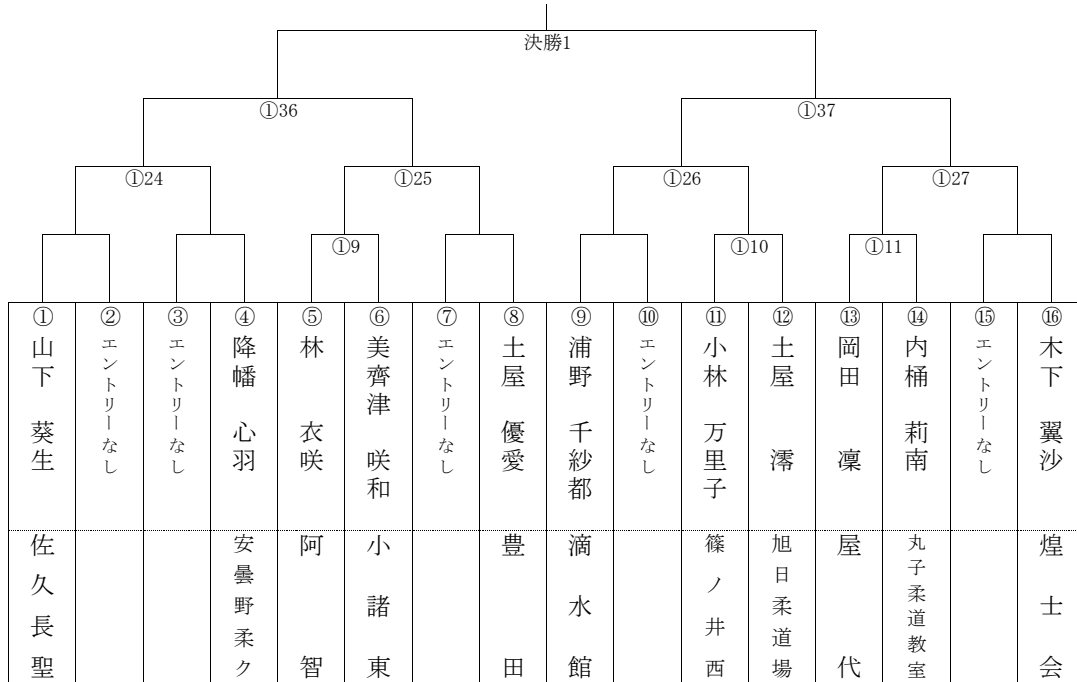 決勝1
①36
①37
①24
①25
①26
①27
①9
①10
①11
①
山下 葵生
佐久長聖
②
エントリーなし
③
エントリーなし
④
降幡 心羽
安曇野柔ク
⑤
林 衣咲
阿智
⑥
美齊津 咲和
小諸東
⑦
エントリーなし
⑧
土屋 優愛
豊田
⑨
浦野 千紗都
滴水館
⑩
エントリーなし
⑪
小林 万里子
篠ノ井西
⑫
土屋 澪
旭日柔道場
⑬
岡田 凜
屋代
⑭
内桶 莉南
丸子柔道教室
⑮
エントリーなし
⑯
木下 翼沙
煌士会